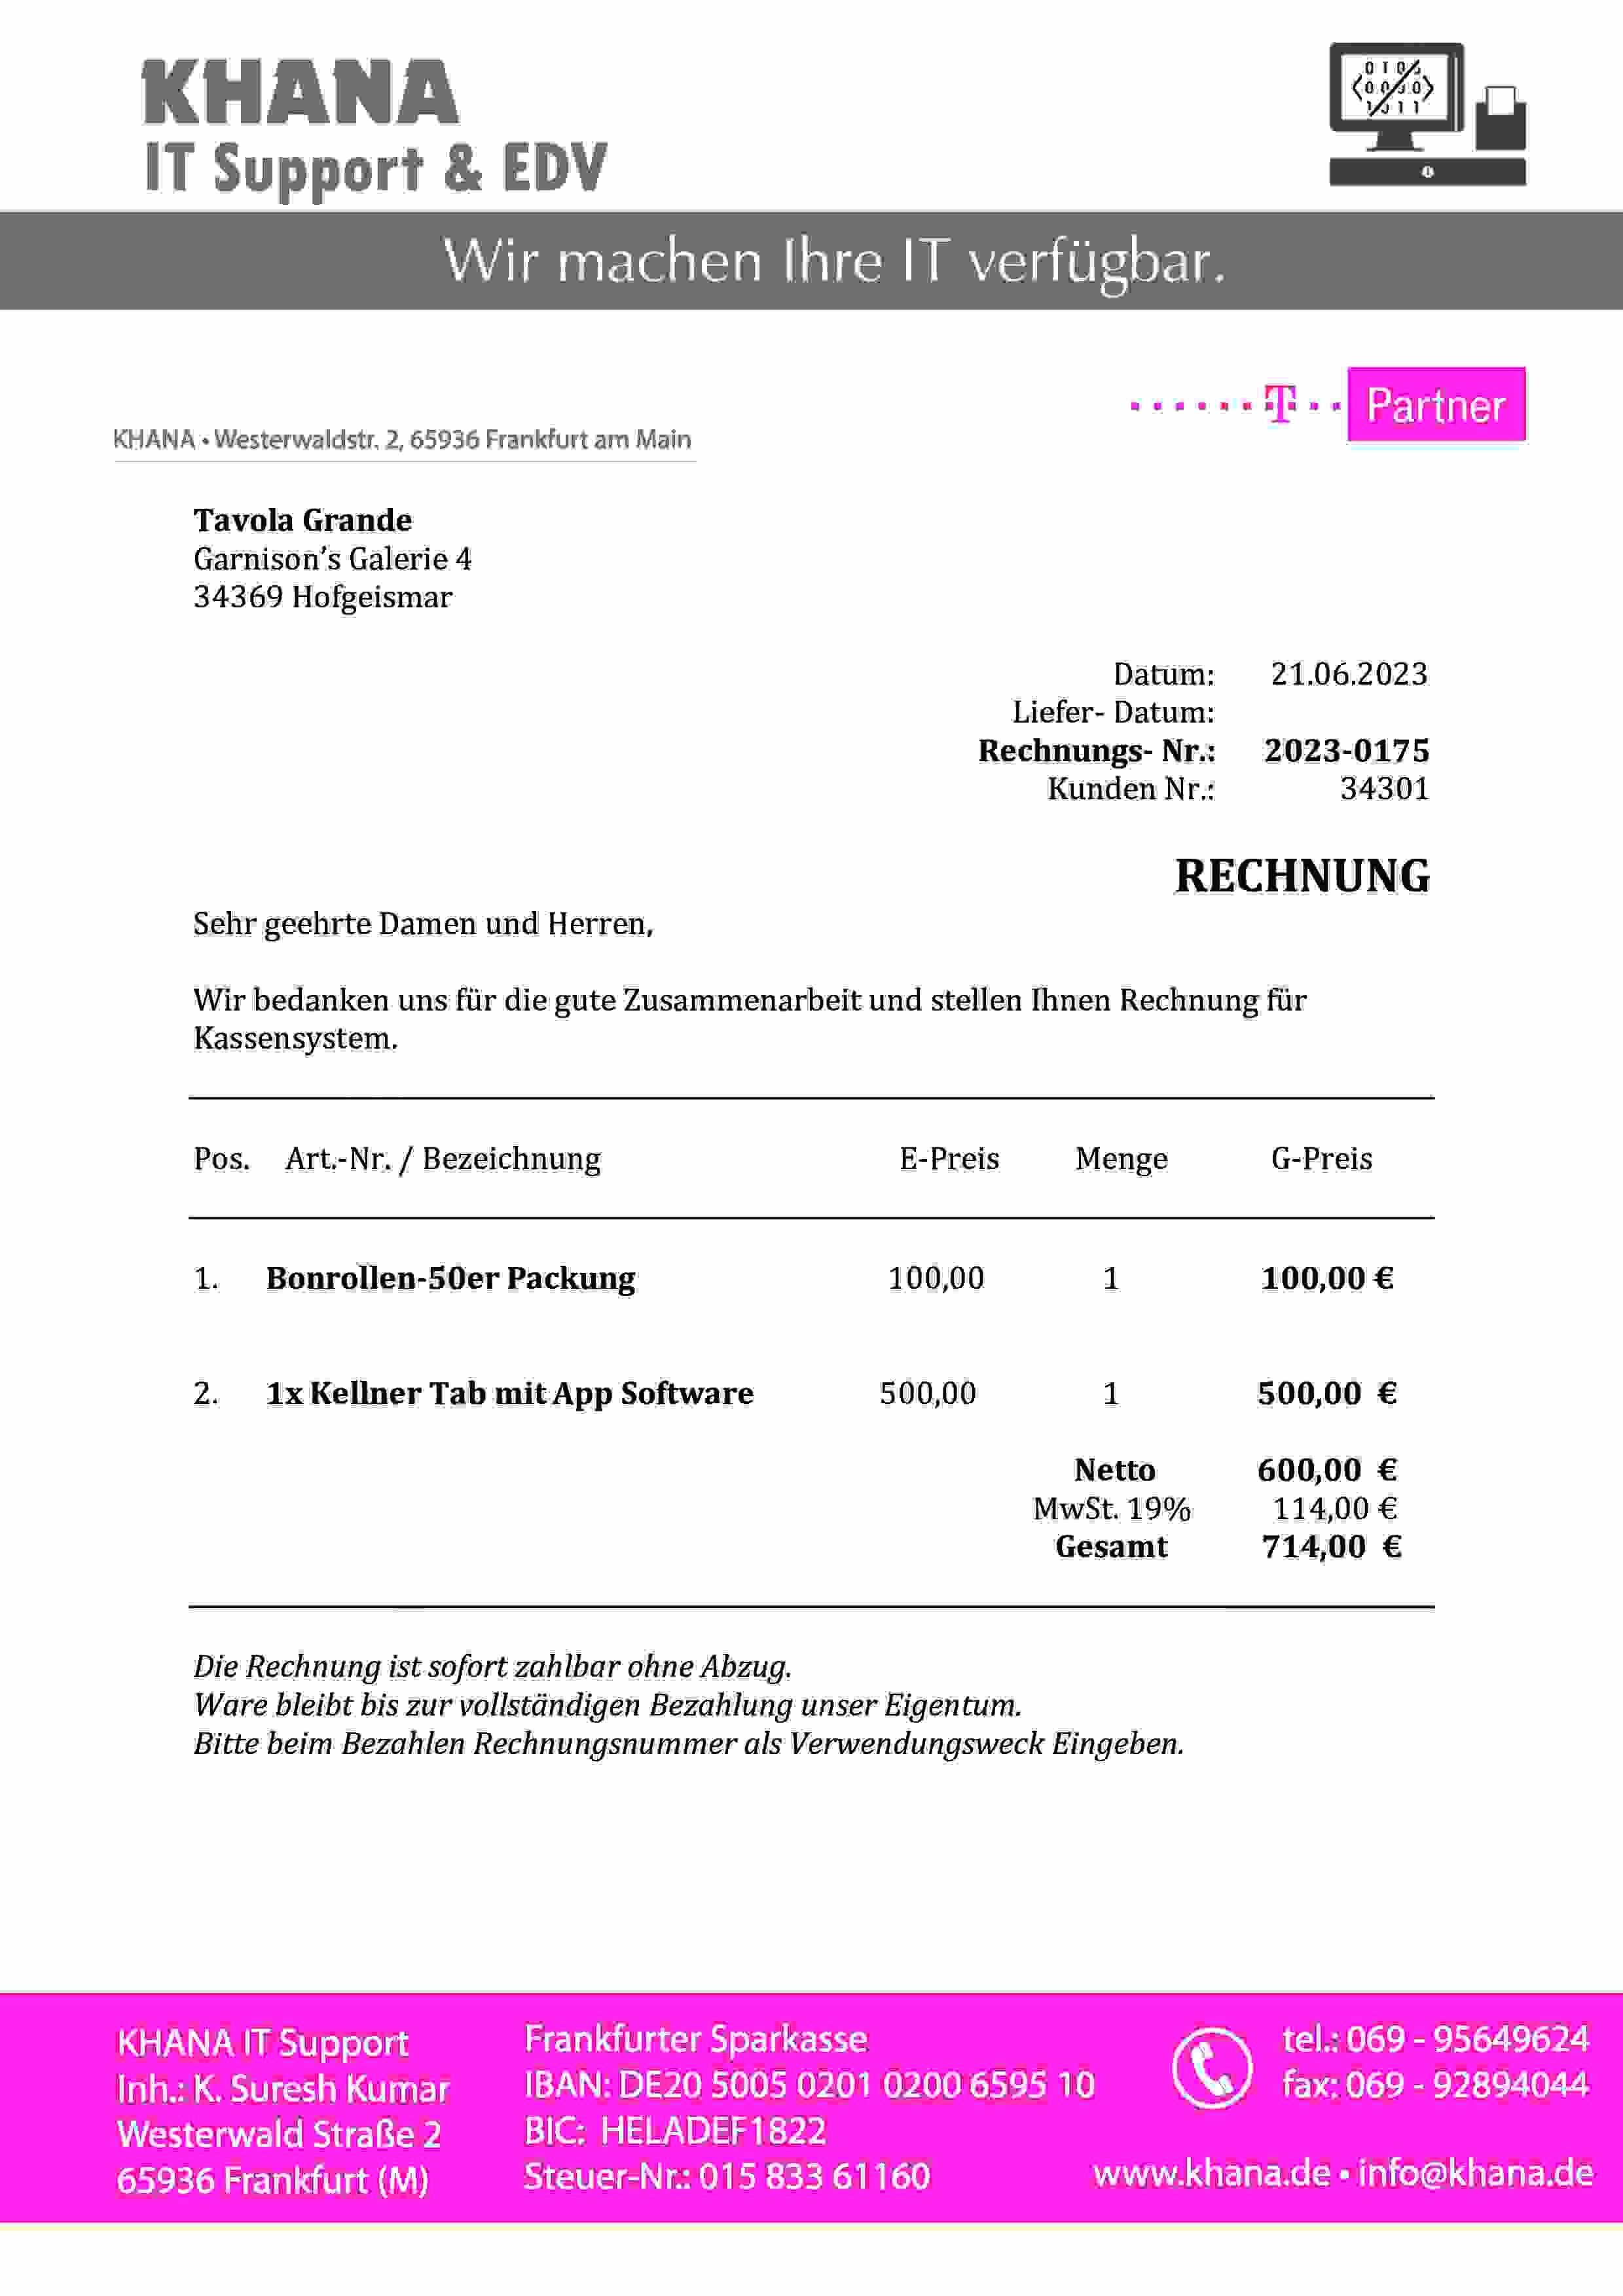 KHANA
IT Support & EDV
Wir machen Ihre IT verfügbar.
T Partner
KHANA • Westerwaldstr. 2, 65936 Frankfurt am Main
Tavola Grande
Garnison's Galerie 4
34369 Hofgeismar
Datum: 21.06.2023
Liefer- Datum:
Rechnungs- Nr.: 2023-0175
Kunden Nr.: 34301
RECHNUNG
Sehr geehrte Damen und Herren,
Wir bedanken uns für die gute Zusammenarbeit und stellen Ihnen Rechnung für
Kassensystem.
Pos. Art.-Nr. / Bezeichnung E-Preis Menge G-Preis
1. Bonrollen-50er Packung 100,00 1 100,00 €
2. 1x Kellner Tab mit App Software 500,00 1 500,00 €
Netto 600,00 €
MwSt. 19% 114,00 €
Gesamt 714,00 €
Die Rechnung ist sofort zahlbar ohne Abzug.
Ware bleibt bis zur vollständigen Bezahlung unser Eigentum.
Bitte beim Bezahlen Rechnungsnummer als Verwendungsweck Eingeben.
KHANA IT Support
Inh.: K. Suresh Kumar
Westerwald Straße 2
65936 Frankfurt (M)
Frankfurter Sparkasse
IBAN: DE20 5005 0201 0200 6595 10
BIC: HELADEF1822
Steuer-Nr.: 015 833 61160
tel.: 069 - 95649624
fax: 069 - 92894044
www.khana.de • info@khana.de